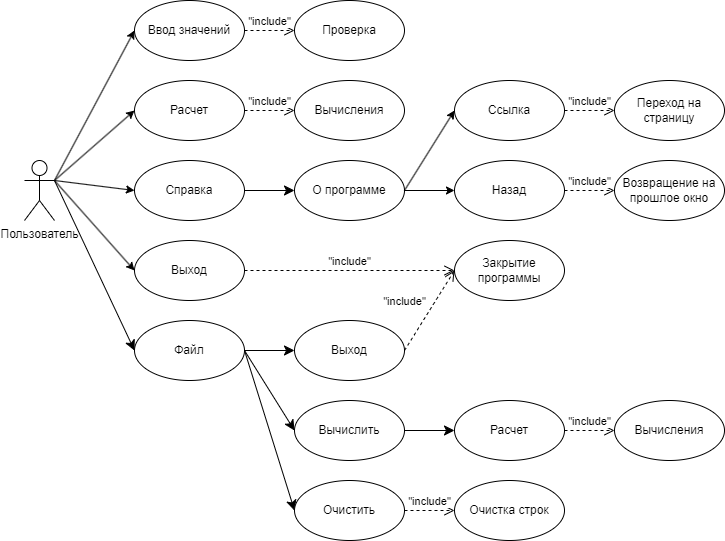 Ввод значений
"include"
Проверка
Расчет
"include"
Вычисления
Ссылка
"include"
Переход на
страницу
Пользователь
Справка
О программе
Назад
"include"
Возвращение на
прошлое окно
Выход
"include"
Закрытие
программы
"include"
Файл
Выход
Вычислить
Расчет
"include"
Вычисления
Очистить
"include"
Очистка строк